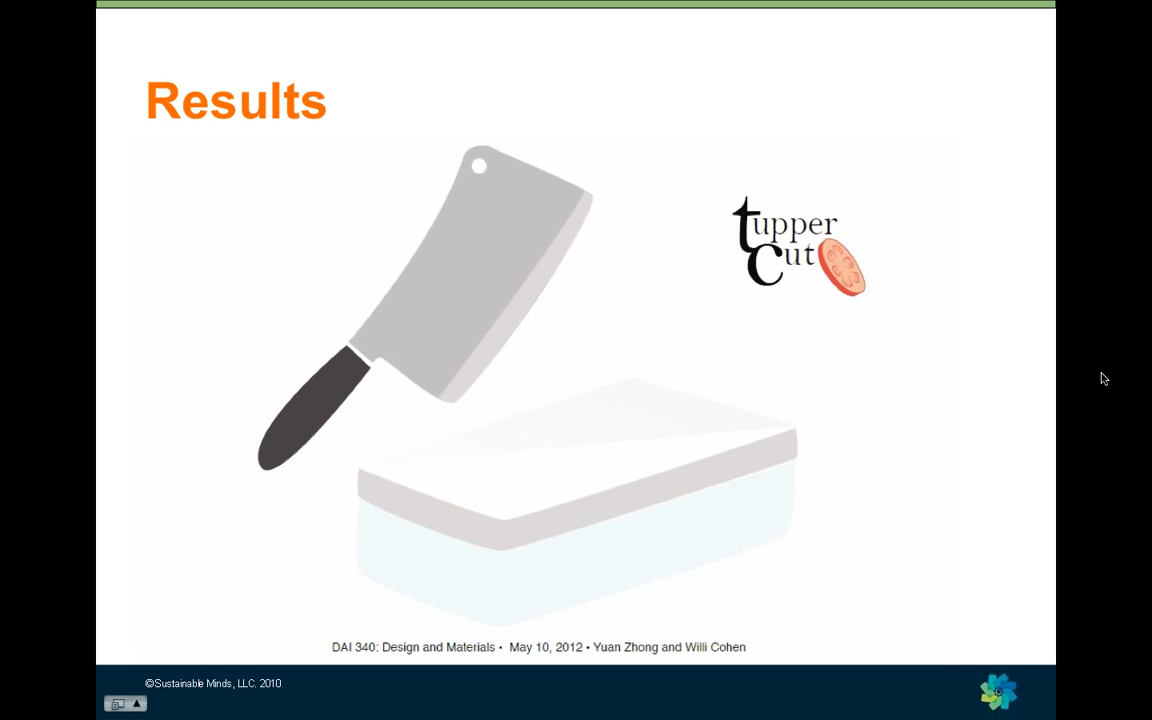 Results
tupper
Cut
DAI 340: Design and Materials • May 10, 2012 • Yuan Zhong and Willi Cohen
©Sustainable Minds, LLC. 2010